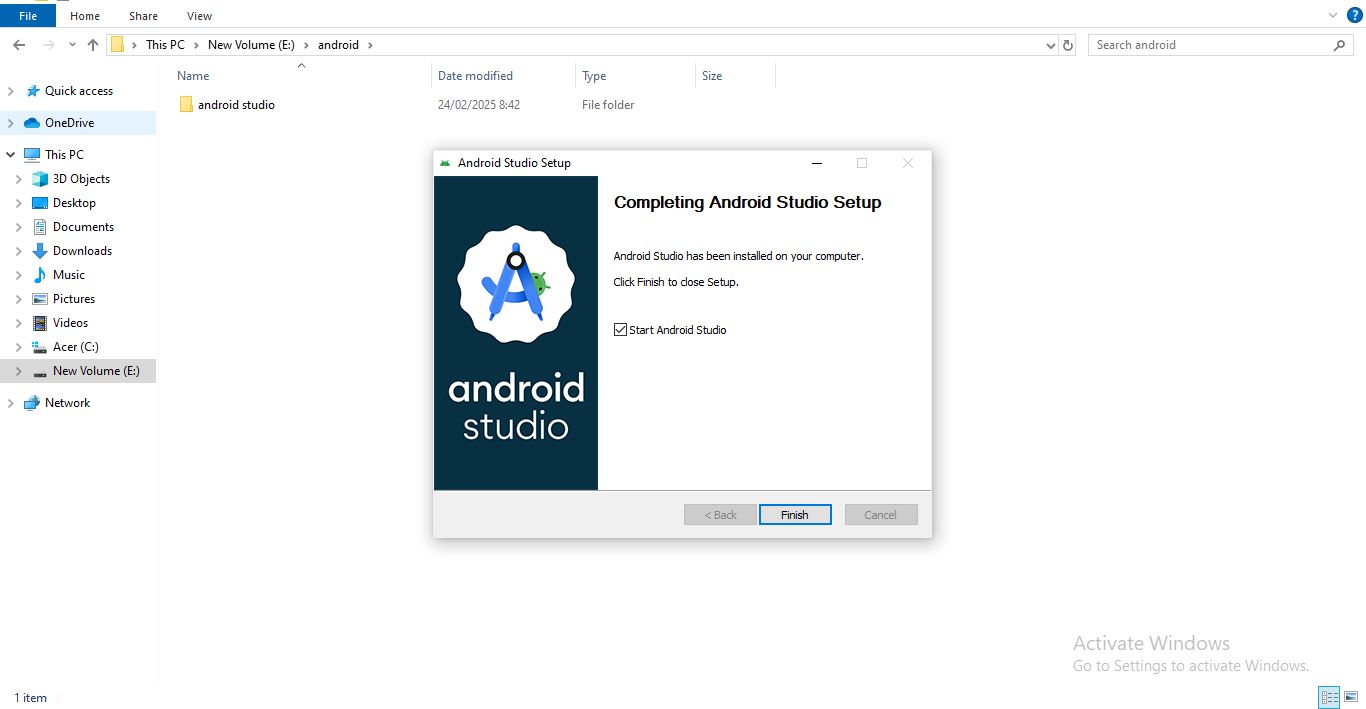 File Home Share View
This PC > New Volume (E:) > android >
Search android
Name Date modified Type Size
android studio 24/02/2025 8:42 File folder
Quick access
OneDrive
This PC
3D Objects
Desktop
Documents
Downloads
Music
Pictures
Videos
Acer (C:)
New Volume (E:)
Network
Android Studio Setup
android
studio
Completing Android Studio Setup
Android Studio has been installed on your computer.
Click Finish to close Setup.
Start Android Studio
< Back Finish Cancel
Activate Windows
Go to Settings to activate Windows.
1 item